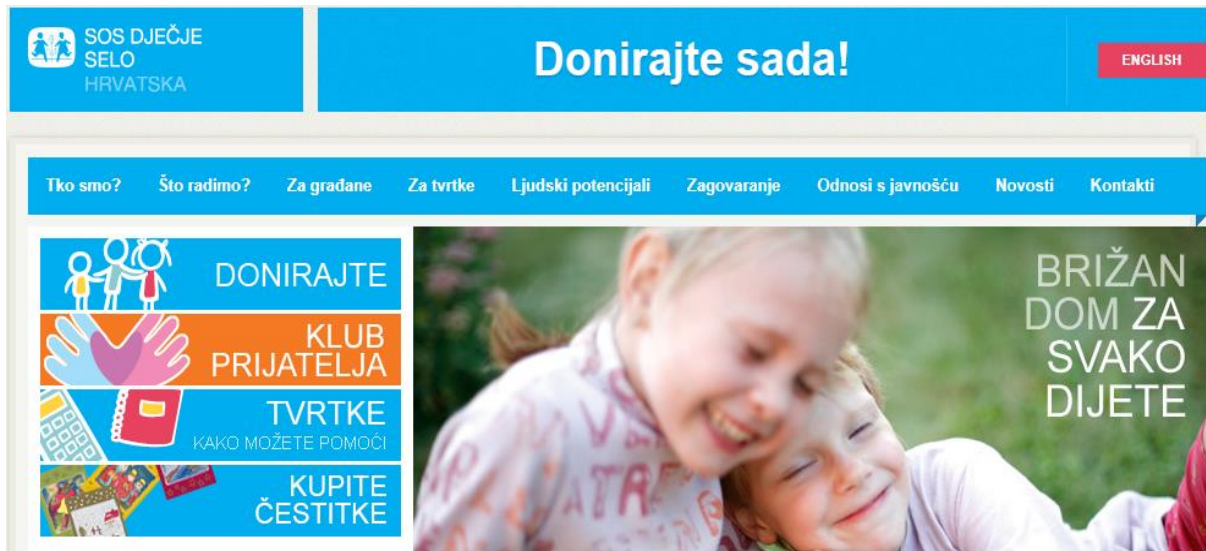 SOS DJEČJE
SELO
HRVATSKA
Donirajte sada!
ENGLISH
Tko smo? Što radimo? Za građane Za tvrtke Ljudski potencijali Zagovaranje Odnosi s javnošću Novosti Kontakti
DONIRAJTE
KLUB
PRIJATELJA
TVRTKE
KAKO MOŽETE POMOĆI
KUPITE
ČESTITKE
BRIŽAN
DOM ZA
SVAKO
DIJETE